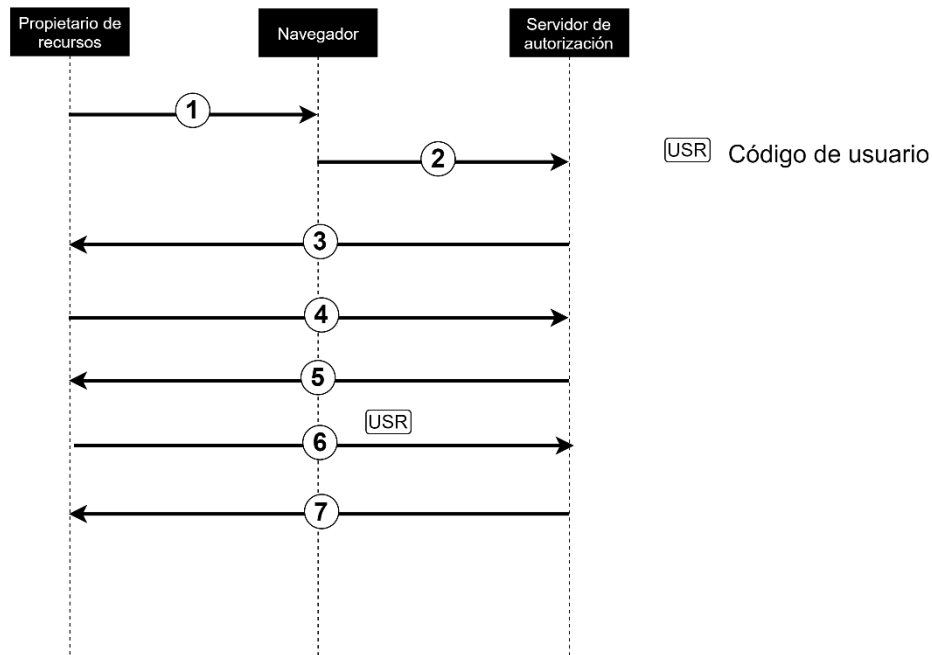 Propietario de
recursos
Navegador
Servidor de
autorización
1
2
USR Código de usuario
3
4
5
USR
6
7